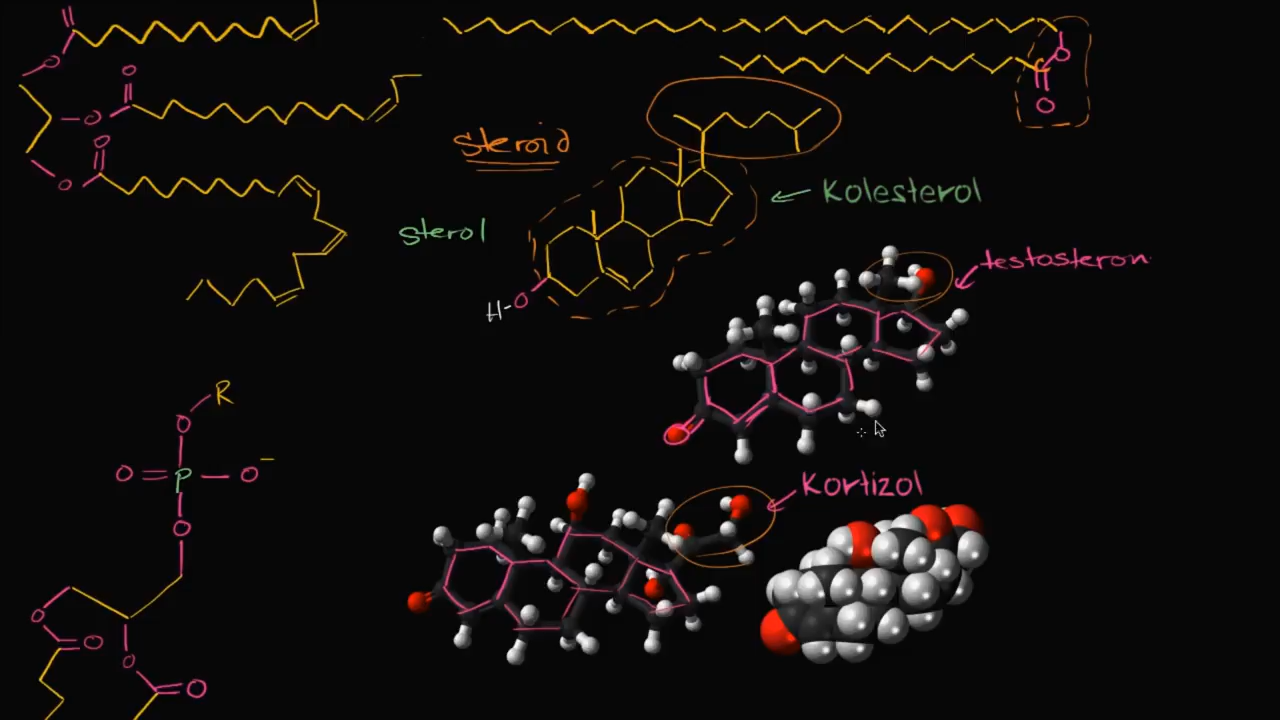 O
O
O
O
O
O
O
O
O
steroid
Kolesterol
sterol
H-O
testosteron
Kortizol
R
O
O=P-O⁻
O
O
O
O
O